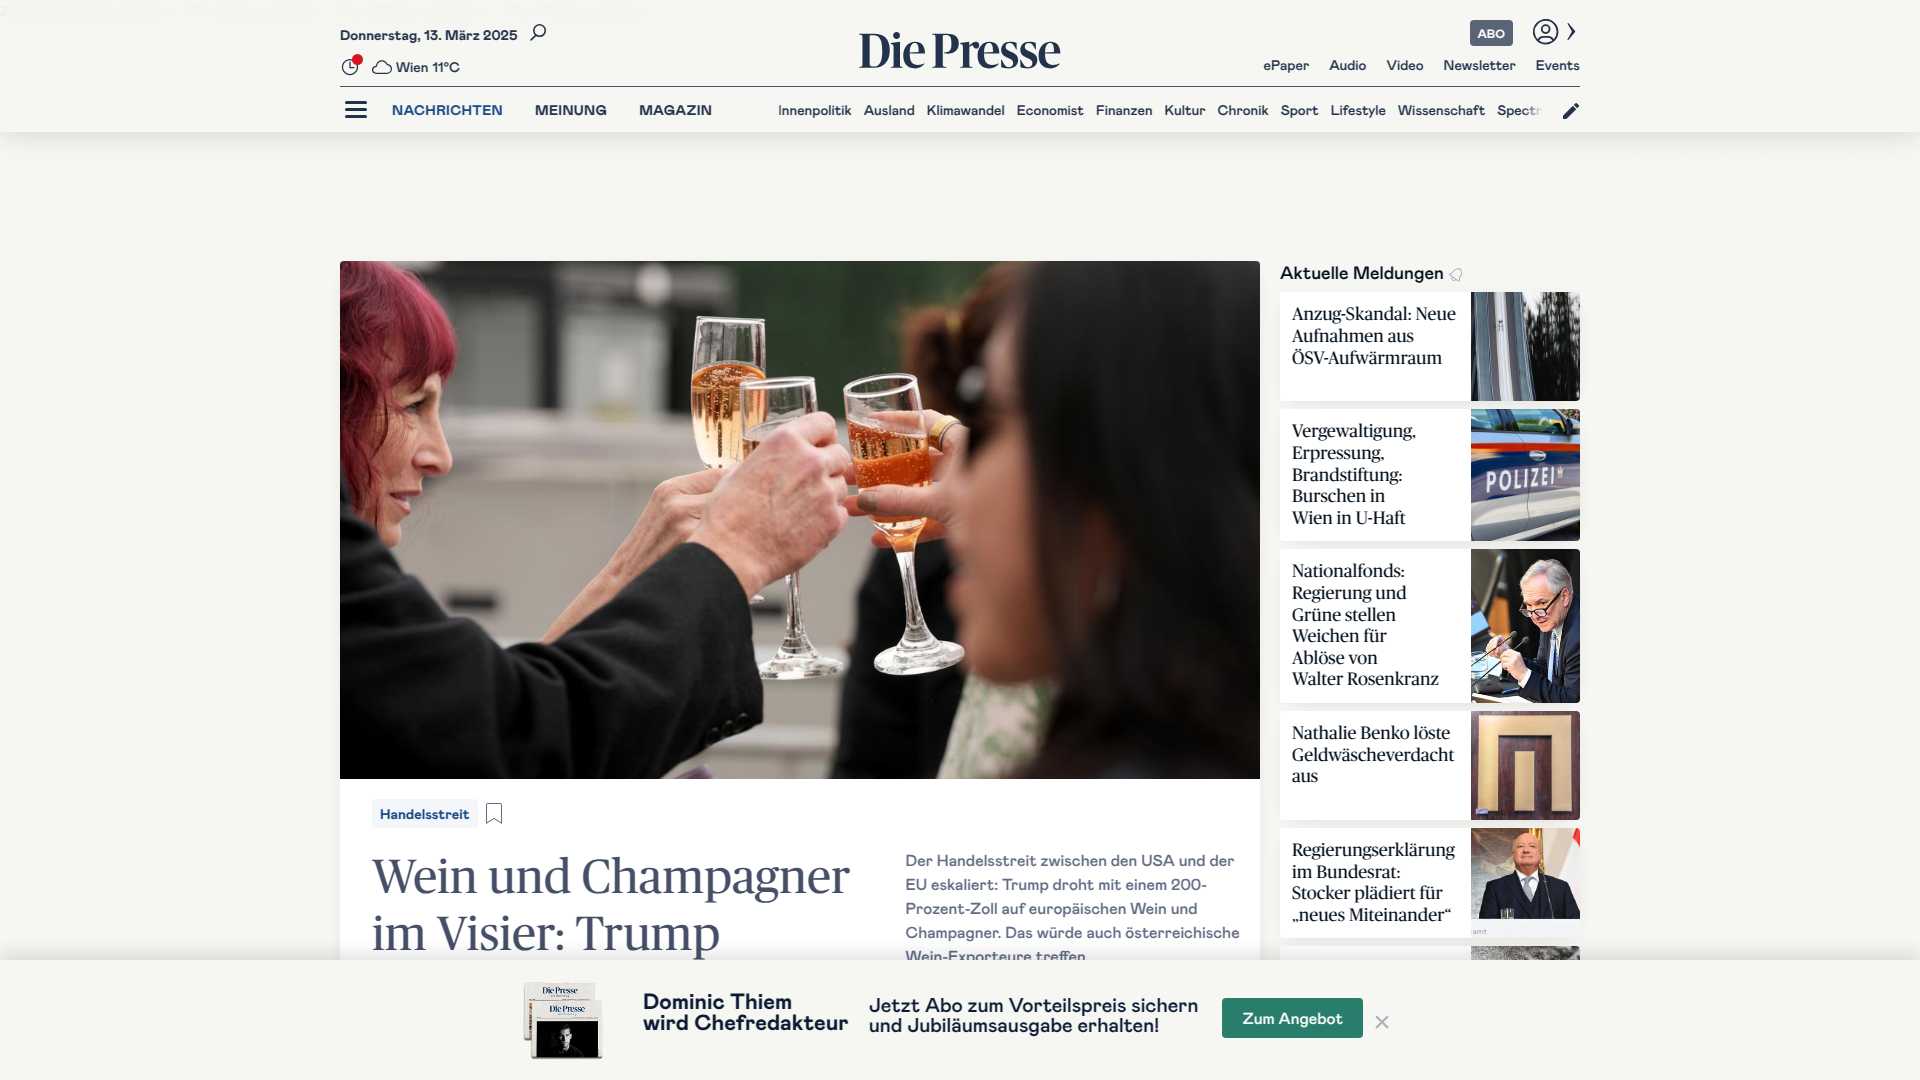 Donnerstag, 13. März 2025
Wien 11°C
Die Presse
ABO
ePaper Audio Video Newsletter Events
NACHRICHTEN MEINUNG MAGAZIN
Innenpolitik Ausland Klimawandel Economist Finanzen Kultur Chronik Sport Lifestyle Wissenschaft
Handelsstreit
Wein und Champagner
im Visier: Trump
Der Handelsstreit zwischen den USA und der
EU eskaliert: Trump droht mit einem 200-
Prozent-Zoll auf europäischen Wein und
Champagner. Das würde auch österreichische
Wein-Exporteure treffen.
Aktuelle Meldungen
Anzug-Skandal: Neue
Aufnahmen aus
ÖSV-Aufwärmraum
Vergewaltigung,
Erpressung,
Brandstiftung:
Burschen in
Wien in U-Haft
POLIZEI
Nationalfonds:
Regierung und
Grüne stellen
Weichen für
Ablöse von
Walter Rosenkranz
Nathalie Benko löste
Geldwäscheverdacht
aus
Regierungserklärung
im Bundesrat:
Stocker plädiert für
„neues Miteinander“
amt
Die Presse
Die Presse
Dominic Thiem
wird Chefredakteur
Jetzt Abo zum Vorteilspreis sichern
und Jubiläumsausgabe erhalten!
Zum Angebot